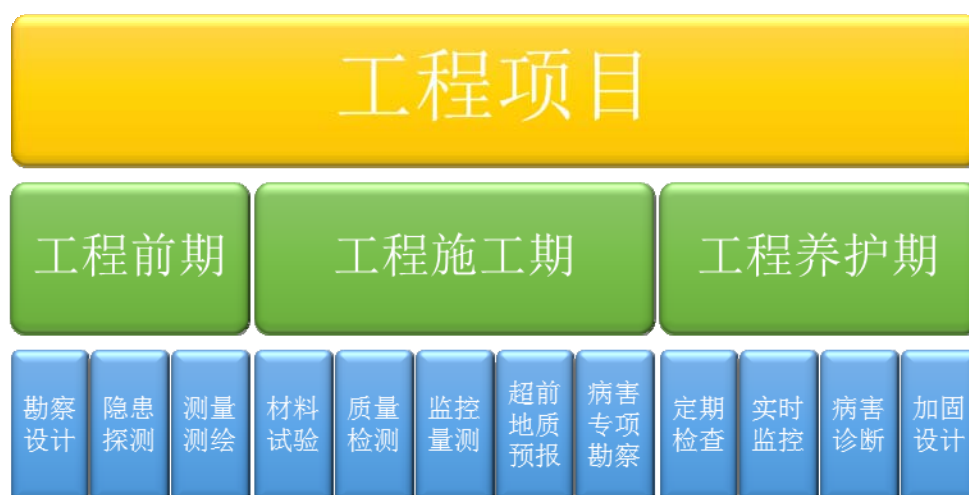 工程项目
工程前期
工程施工期
工程养护期
勘察
设计
隐患
探测
测量
测绘
材料
试验
质量
检测
监控
量测
超前
地质
预报
病害
专项
勘察
定期
检查
实时
监控
病害
诊断
加固
设计